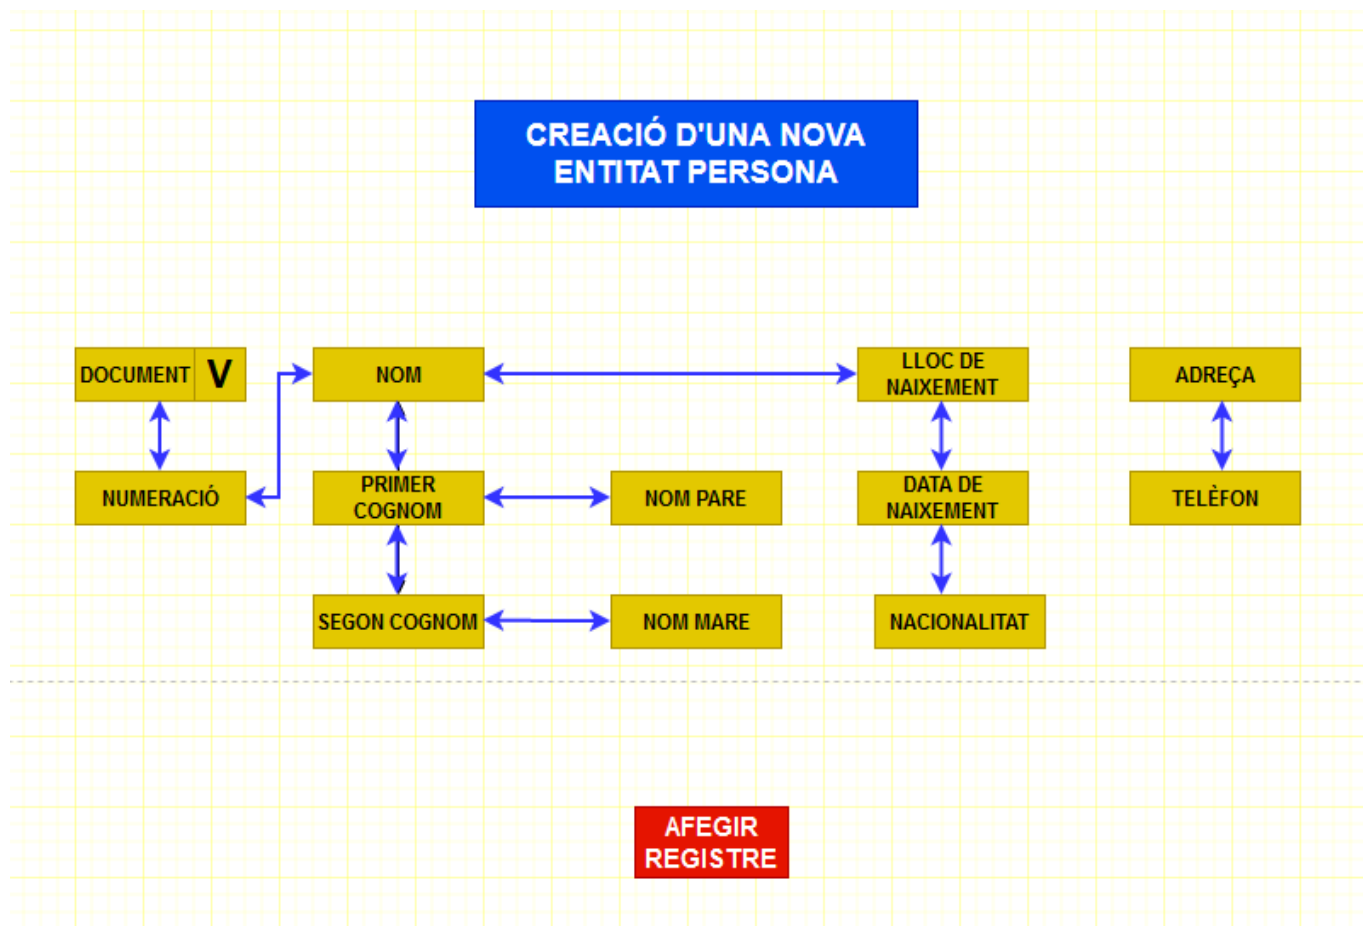 CREACIÓ D'UNA NOVA
ENTITAT PERSONA
DOCUMENT V
NOM
LLOC DE
NAIXEMENT
ADREÇA
NUMERACIÓ
PRIMER
COGNOM
NOM PARE
DATA DE
NAIXEMENT
TELÈFON
SEGON COGNOM
NOM MARE
NACIONALITAT
AFEGIR
REGISTRE